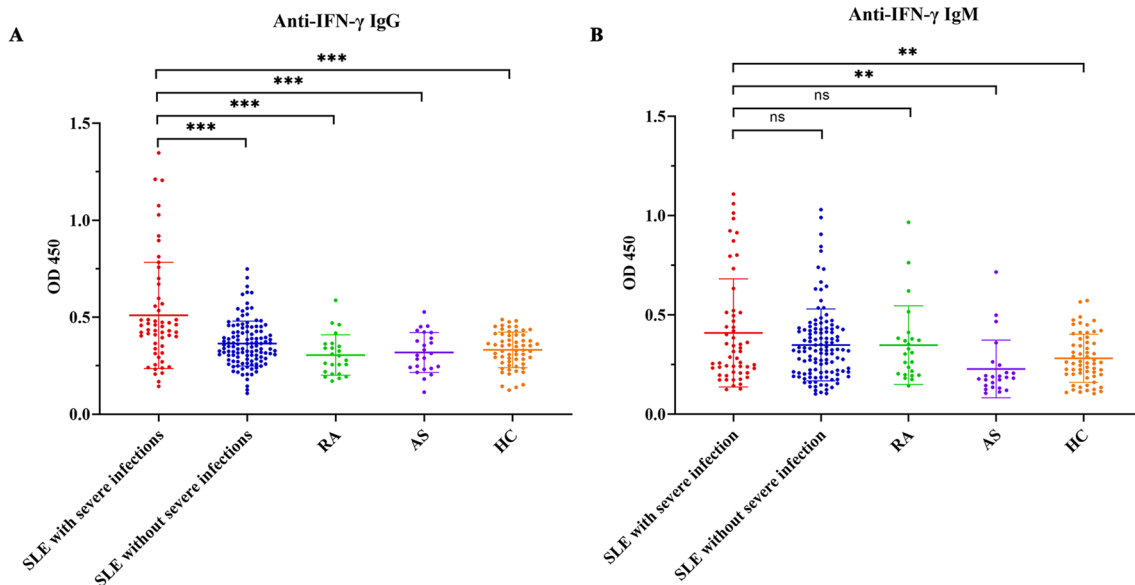 A
Anti-IFN-γ IgG
***
***
***
***
1.5
1.0
0.5
0.0
OD 450
SLE with severe infections
SLE without severe infections
RA
AS
HC
B
Anti-IFN-γ IgM
**
**
ns
ns
1.5
1.0
0.5
0.0
OD 450
SLE with severe infection
SLE without severe infection
RA
AS
HC